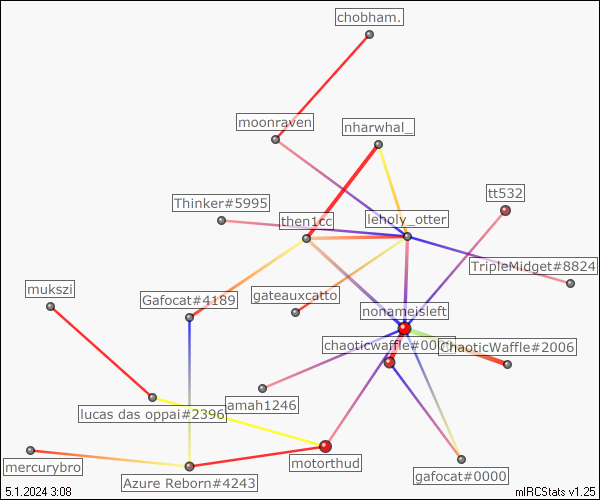 chobham.
moonraven
nharwhal_
tt532
Thinker#5995
then1cc
leholy_otter
TripleMidget#8824
mukszi
Gafocat#4189
gateauxcatto
nonameisleft
chaoticwaffle#00
ChaoticWaffle#2006
amah1246
lucas das oppai#2396
motorthud
mercurybro
Azure Reborn#4243
gafocat#0000
5.1.2024 3:08
mIRCStats v1.25